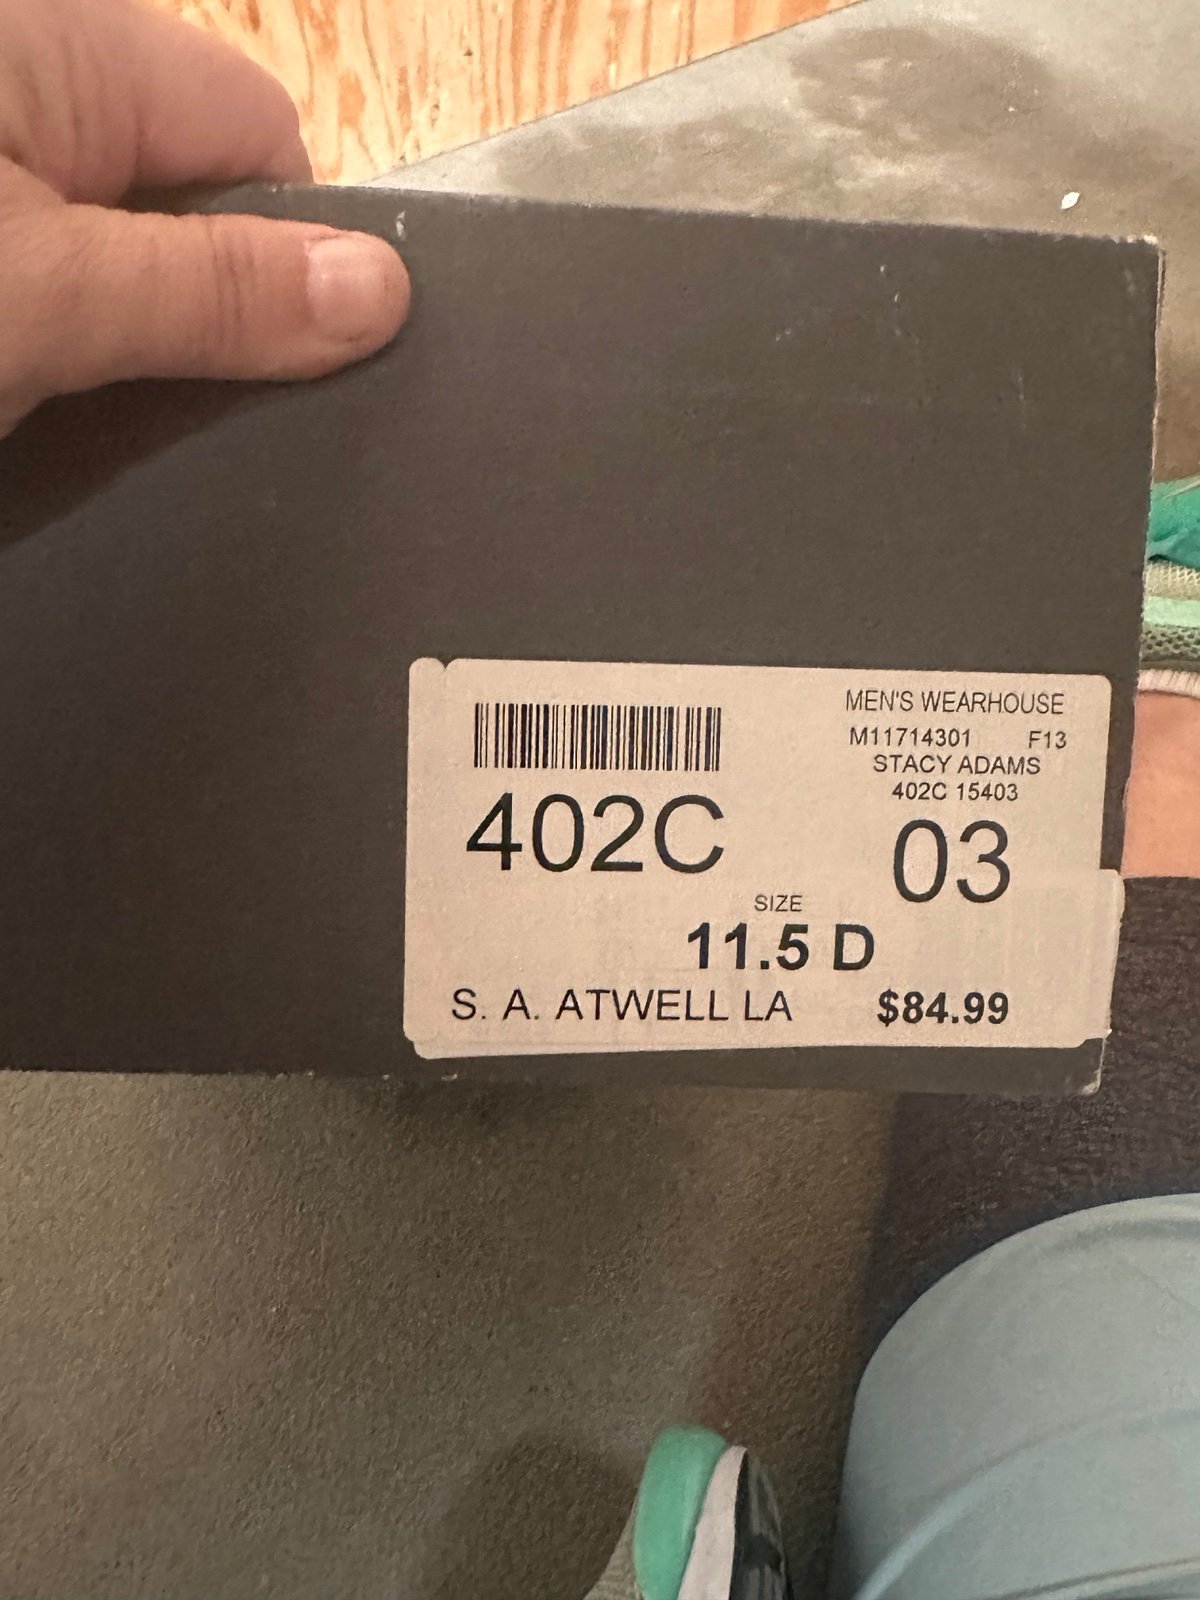 MEN'S WEARHOUSE
M11714301 F13
STACY ADAMS
402C 15403
402C 03
SIZE
11.5 D
S. A. ATWELL LA $84.99